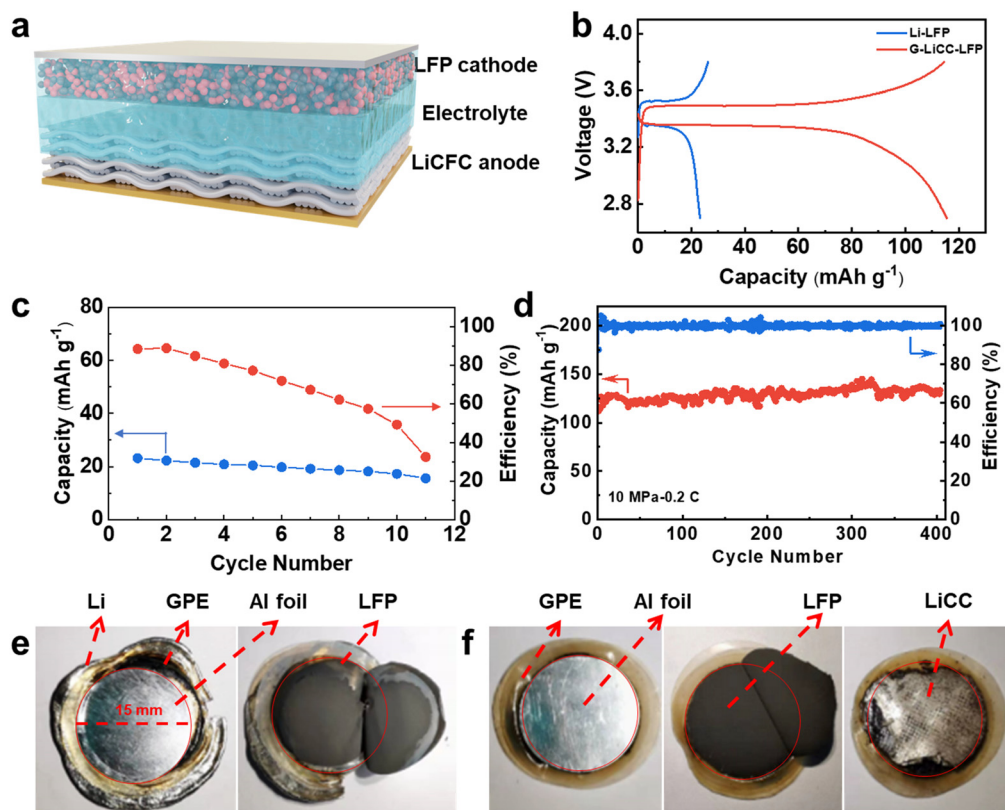 a
LFP cathode
Electrolyte
LiCFC anode
b
Li-LFP
G-LiCC-LFP
Voltage (V)
4.0
3.6
3.2
2.8
0 20 40 60 80 100 120
Capacity (mAh g⁻¹)
c
Capacity (mAh g⁻¹)
80
60
40
20
0
100
80
60
40
20
0
Efficiency (%)
0 2 4 6 8 10 12
Cycle Number
d
Capacity (mAh g⁻¹)
200
150
125
100
50
0
100
80
60
40
20
0
Efficiency (%)
10 MPa-0.2 C
0 100 200 300 400
Cycle Number
e
Li
GPE
Al foil
LFP
15 mm
f
GPE
Al foil
LFP
LiCC